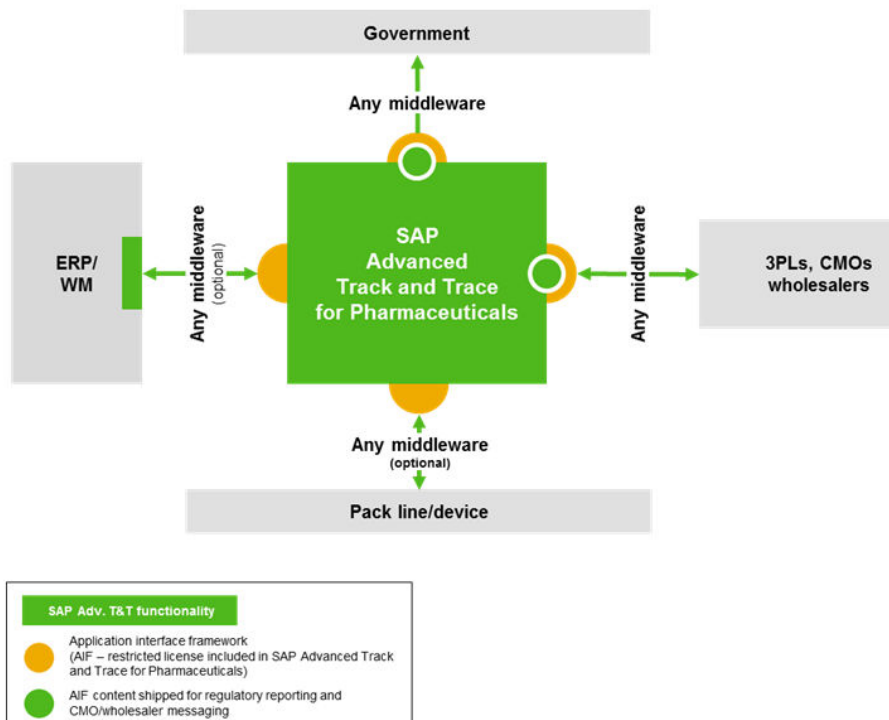 Government
Any middleware
ERP/
WM
Any middleware
(optional)
SAP
Advanced
Track and Trace
for Pharmaceuticals
Any middleware
3PLs, CMOs
wholesalers
Any middleware
(optional)
Pack line/device
SAP Adv. T&T functionality
Application interface framework
(AIF – restricted license included in SAP Advanced Track
and Trace for Pharmaceuticals)
AIF content shipped for regulatory reporting and
CMO/wholesaler messaging